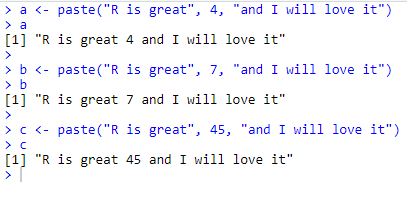 > a <- paste("R is great", 4, "and I will love it")
> a
[1] "R is great 4 and I will love it"
>
> b <- paste("R is great", 7, "and I will love it")
> b
[1] "R is great 7 and I will love it"
>
> c <- paste("R is great", 45, "and I will love it")
> c
[1] "R is great 45 and I will love it"
>